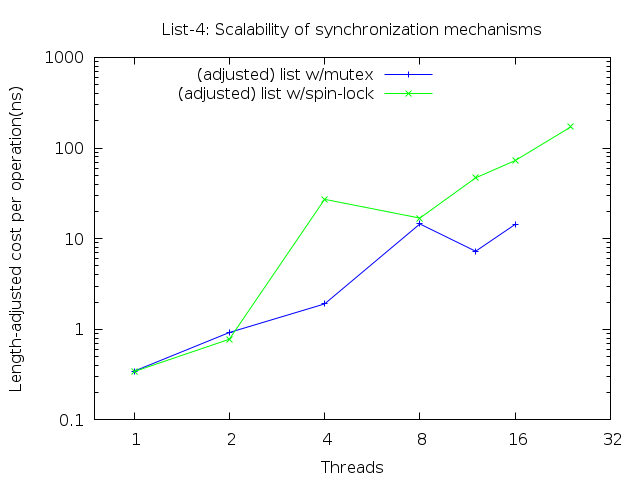 List-4: Scalability of synchronization mechanisms
1000
100
10
1
0.1
Length-adjusted cost per operation(ns)
(adjusted) list w/mutex
(adjusted) list w/spin-lock
1 2 4 8 16 32
Threads